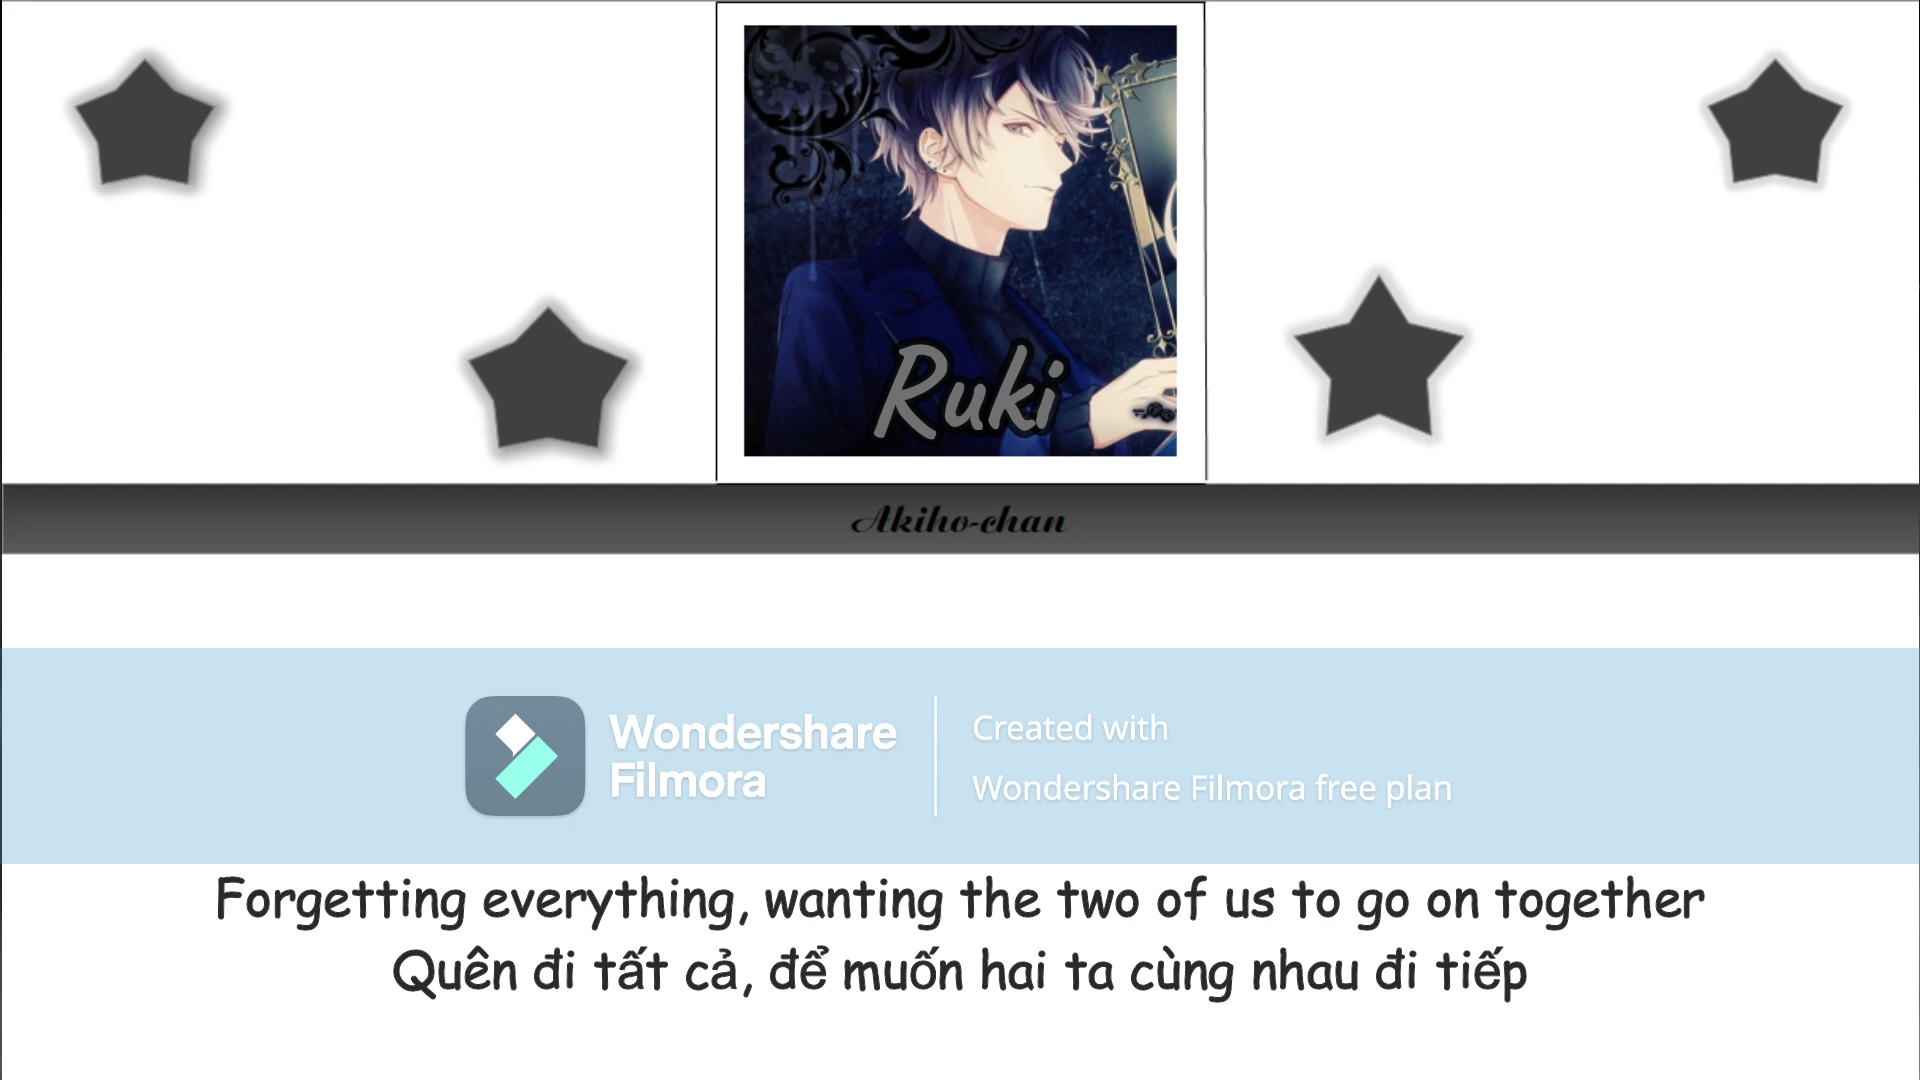 Ruki
Akiho-chan
Wondershare
Filmora
Created with
Wondershare Filmora free plan
Forgetting everything, wanting the two of us to go on together
Quên đi tất cả, để muốn hai ta cùng nhau đi tiếp